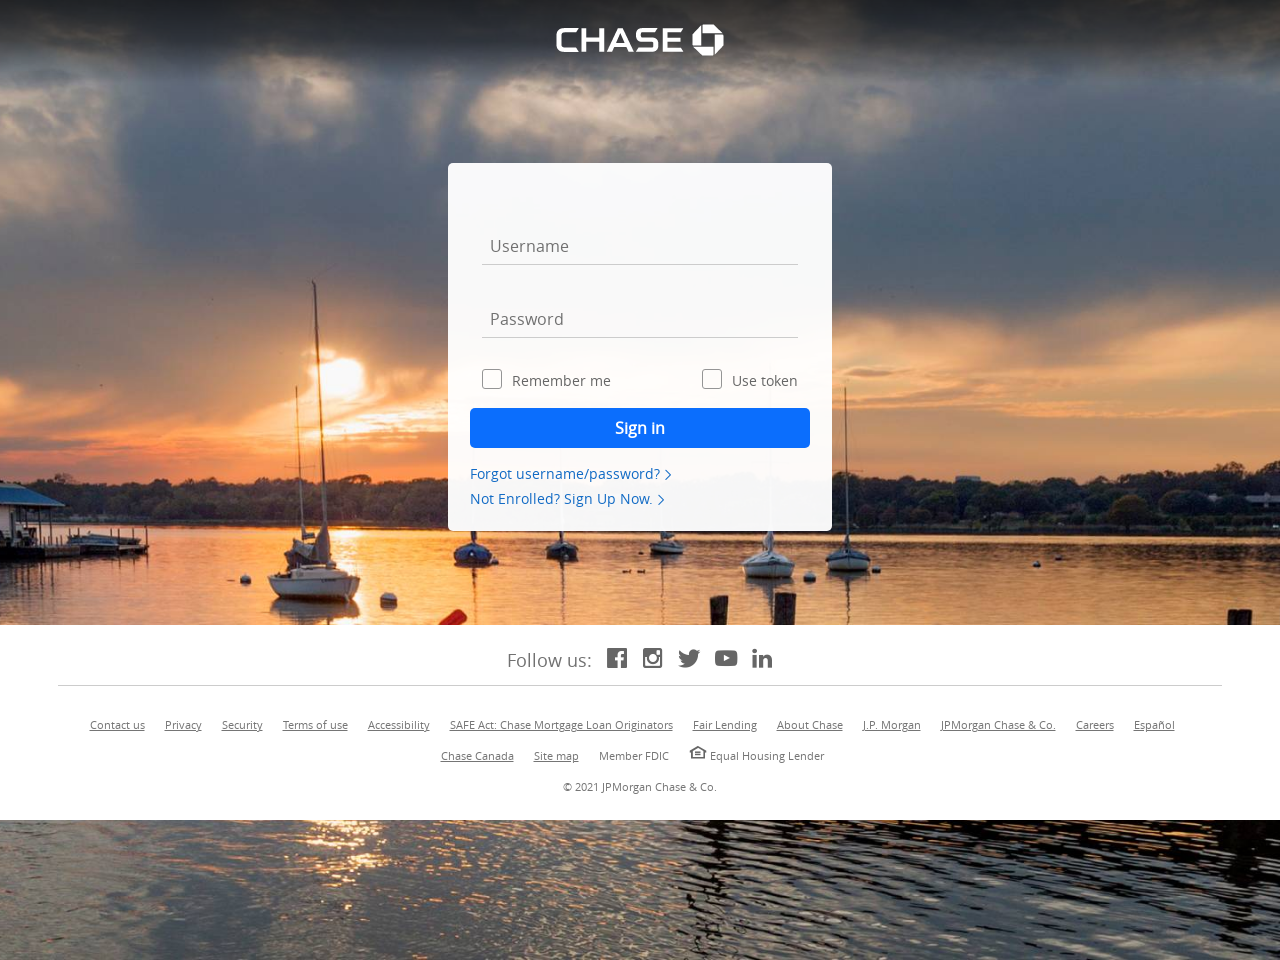 CHASE
Username
Password
Remember me Use token
Sign in
Forgot username/password?
Not Enrolled? Sign Up Now.
Follow us:
Contact us Privacy Security Terms of use Accessibility SAFE Act: Chase Mortgage Loan Originators Fair Lending About Chase J.P. Morgan JPMorgan Chase & Co. Careers Español
Chase Canada Site map Member FDIC Equal Housing Lender
© 2021 JPMorgan Chase & Co.